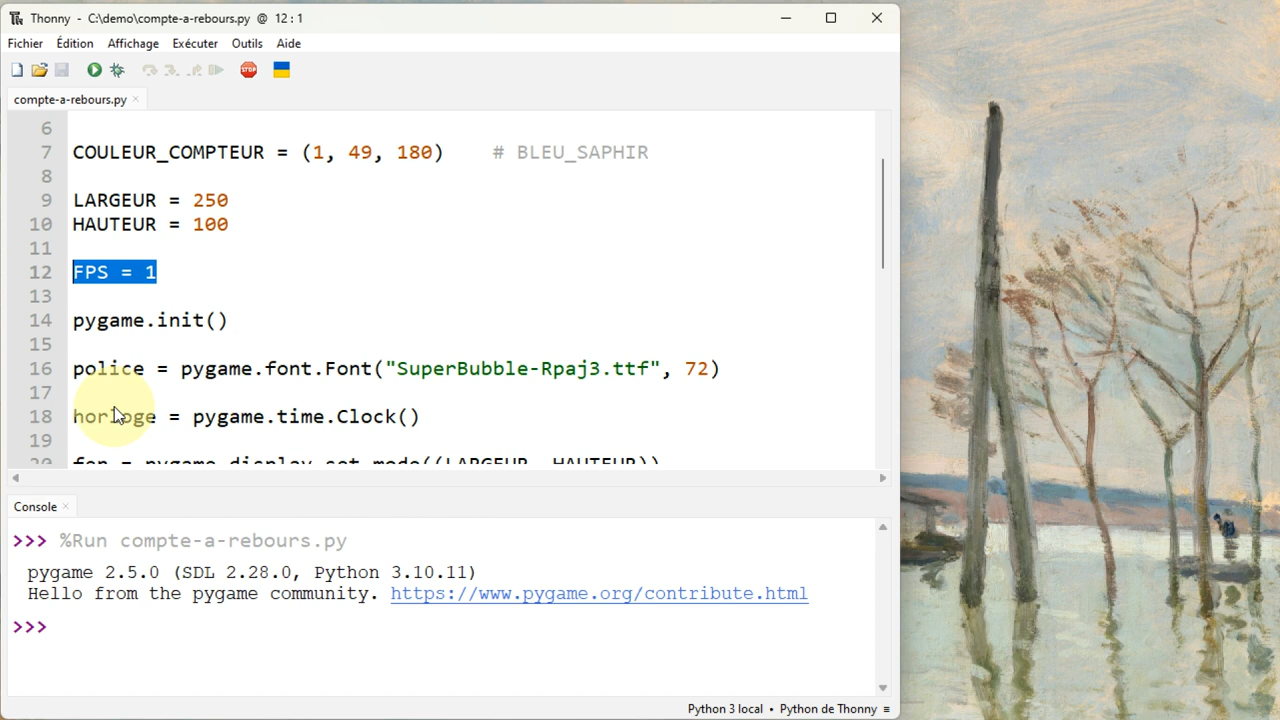 Thonny - C:\demo\compte-a-rebours.py @ 12:1
Fichier Édition Affichage Exécuter Outils Aide
STOP
compte-a-rebours.py
6
7 COULEUR_COMPTEUR = (1, 49, 180) # BLEU_SAPHIR
8
9 LARGEUR = 250
10 HAUTEUR = 100
11
12 FPS = 1
13
14 pygame.init()
15
16 police = pygame.font.Font("SuperBubble-Rpaj3.ttf", 72)
17
18 horloge = pygame.time.Clock()
19
20 fen = pygame.display.set_mode((LARGEUR, HAUTEUR))
Console
>>> %Run compte-a-rebours.py
pygame 2.5.0 (SDL 2.28.0, Python 3.10.11)
Hello from the pygame community. https://www.pygame.org/contribute.html
>>>
Python 3 local • Python de Thonny ≡